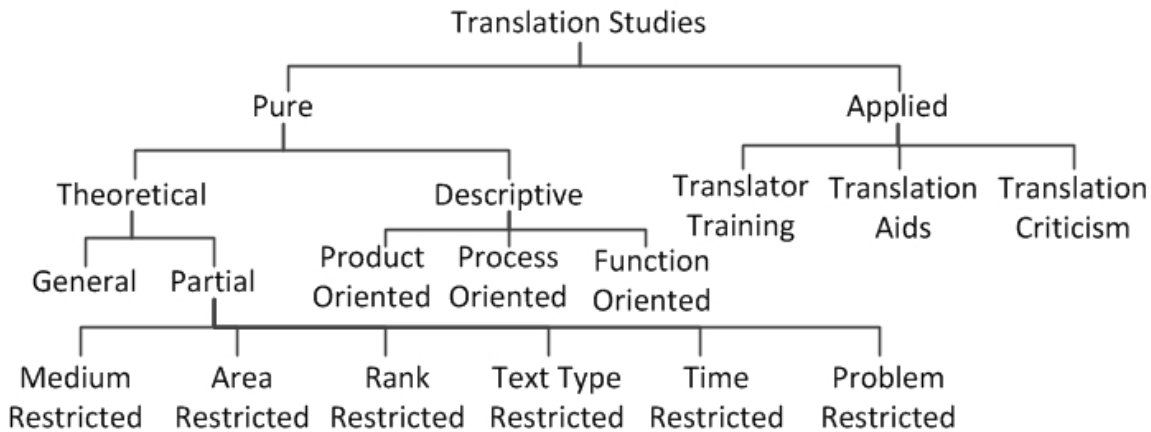 Translation Studies
Pure
Applied
Theoretical
Descriptive
Translator
Training
Translation
Aids
Translation
Criticism
General
Partial
Product
Oriented
Process
Oriented
Function
Oriented
Medium
Restricted
Area
Restricted
Rank
Restricted
Text Type
Restricted
Time
Restricted
Problem
Restricted